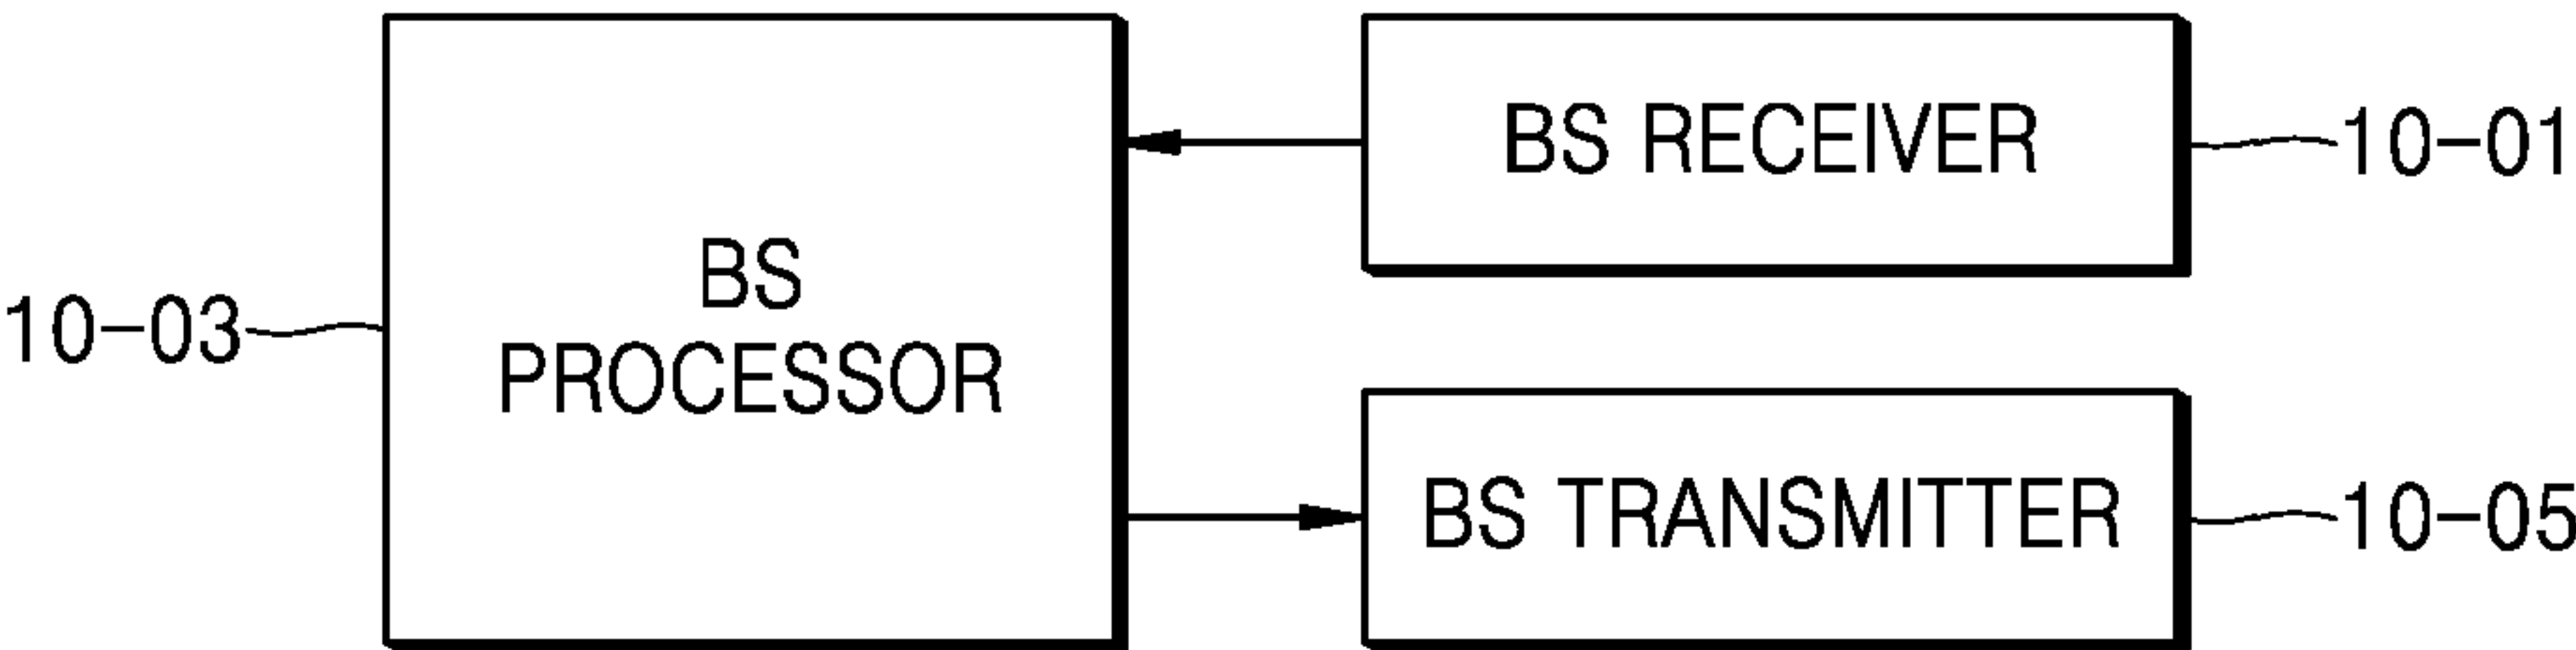 BS RECEIVER
10-01
10-03
BS
PROCESSOR
BS TRANSMITTER
10-05